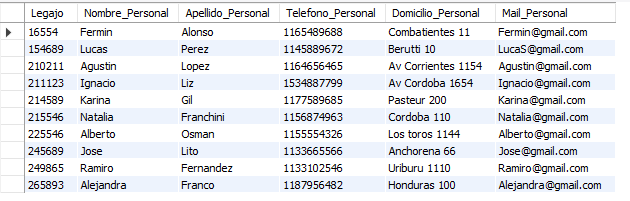 Legajo Nombre_Personal Apellido_Personal Telefono_Personal Domicilio_Personal Mail_Personal
16554 Fermin Alonso 1165489688 Combatientes 11 Fermin@gmail.com
154689 Lucas Perez 1145889672 Berutti 10 LucaS@gmail.com
210211 Agustin Lopez 1164656465 Av Corrientes 1154 Agustin@gmail.com
211123 Ignacio Liz 1534887799 Av Cordoba 1654 Ignacio@gmail.com
214589 Karina Gil 1177589685 Pasteur 200 Karina@gmail.com
215546 Natalia Franchini 1156874963 Cordoba 110 Natalia@gmail.com
225546 Alberto Osman 1155554326 Los toros 1144 Alberto@gmail.com
245689 Jose Lito 1133665566 Anchorena 66 Jose@gmail.com
249865 Ramiro Fernandez 1133102546 Uriburu 1110 Ramiro@gmail.com
265893 Alejandra Franco 1187956482 Honduras 100 Alejandra@gmail.com